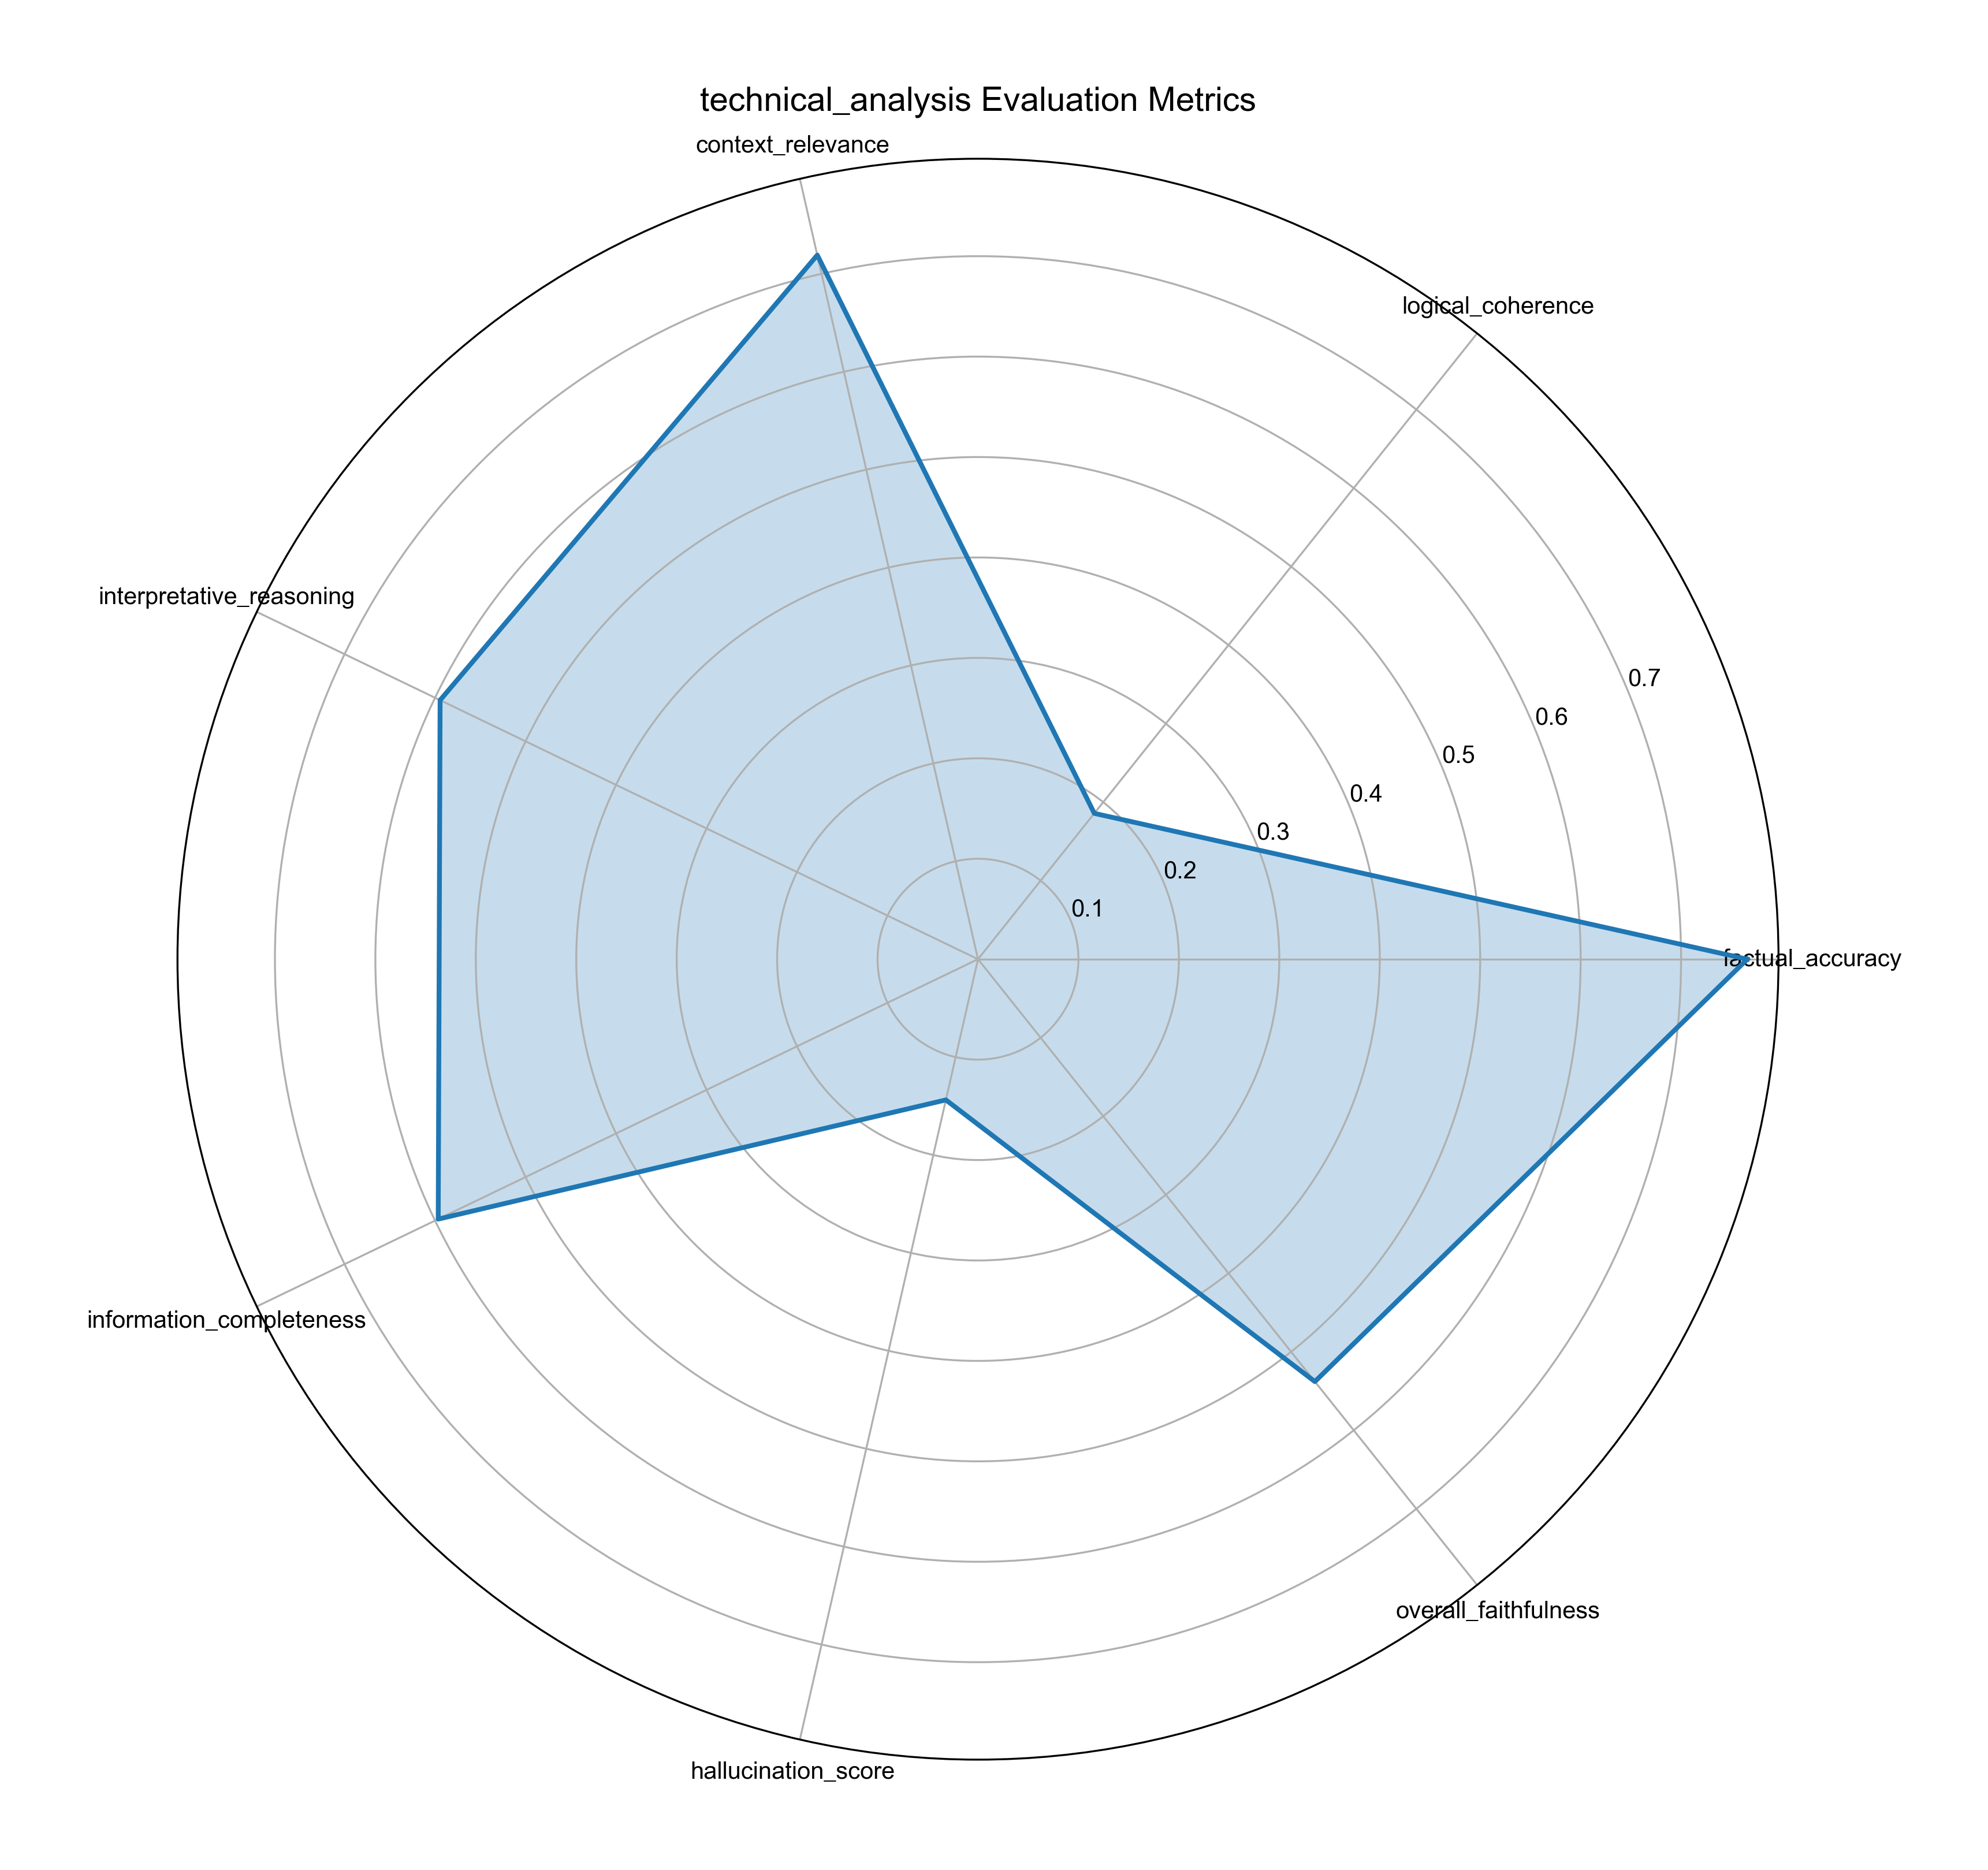 technical_analysis Evaluation Metrics
context_relevance
logical_coherence
interpretative_reasoning
0.7
0.6
0.5
0.4
0.3
0.2
0.1
factual_accuracy
information_completeness
overall_faithfulness
hallucination_score